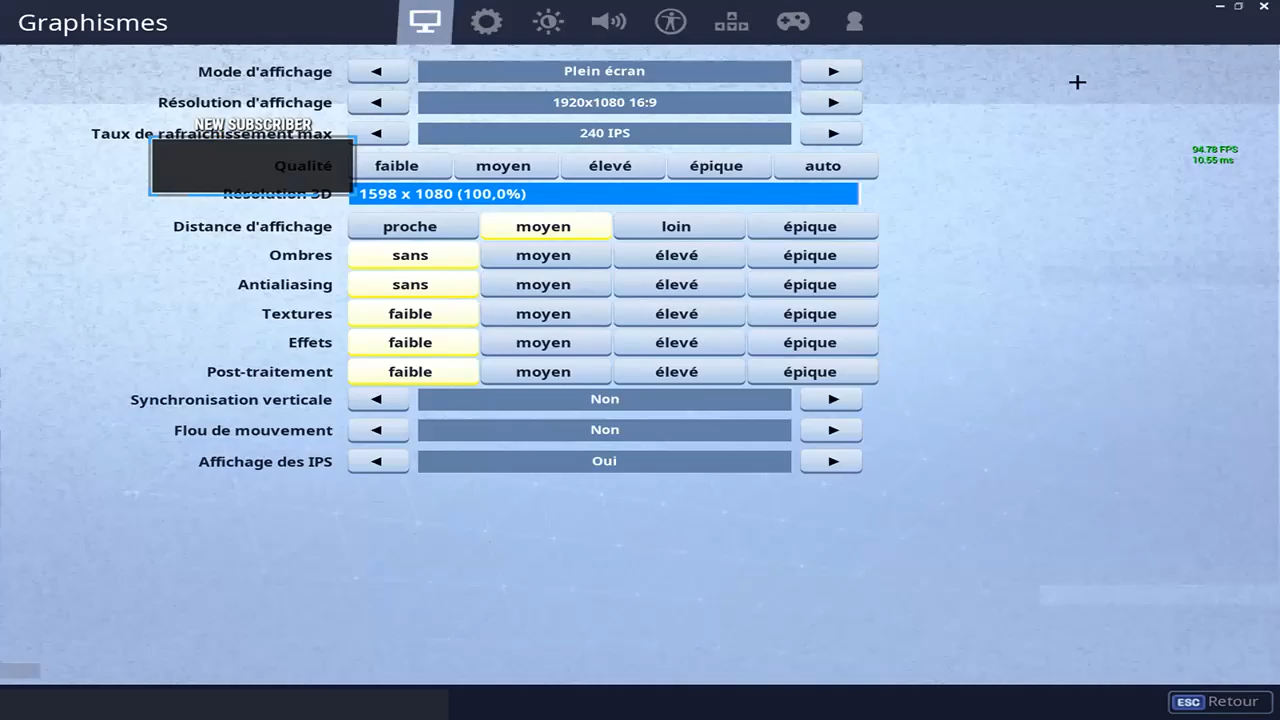 Graphismes
Mode d'affichage ◄ Plein écran ►
Résolution d'affichage ◄ 1920x1080 16:9 ►
NEW SUBSCRIBER
Taux de rafraîchissement max ◄ 240 IPS ►
94.78 FPS
10.55 ms
Qualité faible moyen élevé épique auto
Résolution 3D 1598 x 1080 (100,0%)
Distance d'affichage proche moyen loin épique
Ombres sans moyen élevé épique
Antialiasing sans moyen élevé épique
Textures faible moyen élevé épique
Effets faible moyen élevé épique
Post-traitement faible moyen élevé épique
Synchronisation verticale ◄ Non ►
Flou de mouvement ◄ Non ►
Affichage des IPS ◄ Oui ►
ESC Retour